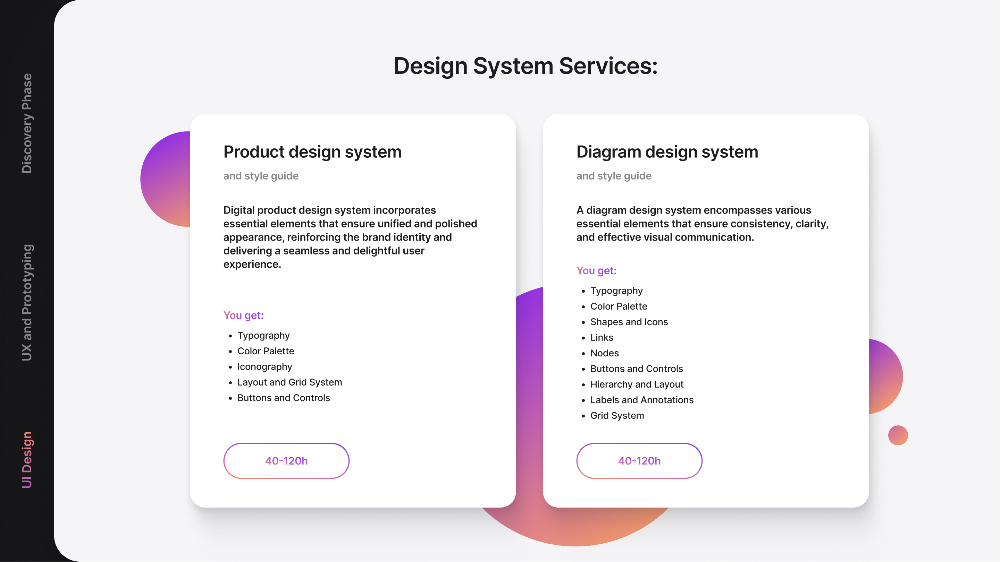 Discovery Phase
UX and Prototyping
UI Design
Design System Services:
Product design system
and style guide
Digital product design system incorporates
essential elements that ensure unified and polished
appearance, reinforcing the brand identity and
delivering a seamless and delightful user
experience.
You get:
• Typography
• Color Palette
• Iconography
• Layout and Grid System
• Buttons and Controls
40-120h
Diagram design system
and style guide
A diagram design system encompasses various
essential elements that ensure consistency, clarity,
and effective visual communication.
You get:
• Typography
• Color Palette
• Shapes and Icons
• Links
• Nodes
• Buttons and Controls
• Hierarchy and Layout
• Labels and Annotations
• Grid System
40-120h